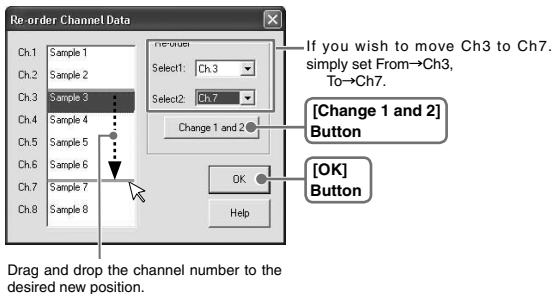 Re-order Channel Data
Ch.1 Sample 1
Ch.2 Sample 2
Ch.3 Sample 3
Ch.4 Sample 4
Ch.5 Sample 5
Ch.6 Sample 6
Ch.7 Sample 7
Ch.8 Sample 8
Re-order
Select1: Ch.3
Select2: Ch.7
Change 1 and 2
OK
Help
If you wish to move Ch3 to Ch7.
simply set From→Ch3,
To→Ch7.
[Change 1 and 2]
Button
[OK]
Button
Drag and drop the channel number to the
desired new position.